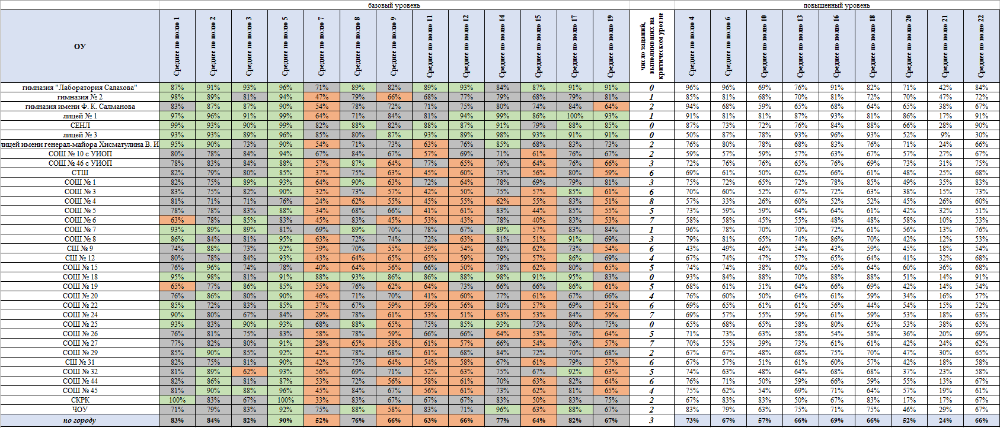 базовый уровень повышенный уровень
ОУ Среднее по полю 1 Среднее по полю 2 Среднее по полю 3 Среднее по полю 5 Среднее по полю 7 Среднее по полю 8 Среднее по полю 9 Среднее по полю 11 Среднее по полю 12 Среднее по полю 14 Среднее по полю 15 Среднее по полю 17 Среднее по полю 19 число заданий, выполнивших на критическом уровне Среднее по полю 4 Среднее по полю 6 Среднее по полю 10 Среднее по полю 13 Среднее по полю 16 Среднее по полю 18 Среднее по полю 20 Среднее по полю 21 Среднее по полю 22
гимназия "Лаборатория Салахова" 87% 91% 93% 96% 71% 89% 82% 89% 93% 84% 87% 91% 91% 0 96% 96% 69% 76% 91% 82% 71% 42% 84%
гимназия № 2 98% 89% 81% 94% 47% 79% 66% 68% 77% 79% 68% 79% 81% 1 85% 81% 68% 70% 81% 72% 70% 47% 72%
гимназия имени Ф. К. Салманова 83% 87% 87% 90% 54% 78% 72% 71% 75% 80% 74% 84% 64% 2 94% 68% 59% 65% 68% 64% 65% 38% 67%
лицей № 1 97% 96% 91% 99% 64% 71% 84% 81% 94% 99% 86% 100% 93% 1 91% 81% 81% 87% 93% 81% 86% 17% 91%
СЕНЛ 99% 93% 90% 99% 82% 88% 82% 88% 87% 91% 79% 88% 85% 0 87% 73% 72% 76% 84% 88% 66% 28% 90%
лицей № 3 93% 93% 89% 96% 85% 80% 87% 93% 89% 98% 93% 91% 91% 0 50% 87% 78% 93% 96% 93% 52% 9% 30%
лицей имени генерал-майора Хисматулина В. И 95% 90% 73% 90% 54% 71% 73% 63% 76% 85% 68% 83% 73% 2 76% 80% 78% 68% 83% 76% 71% 24% 66%
СОШ № 10 с УИОП 80% 78% 84% 94% 67% 84% 67% 57% 69% 71% 61% 76% 67% 2 59% 57% 59% 57% 63% 67% 57% 27% 67%
СОШ № 46 с УИОП 78% 83% 84% 88% 57% 87% 64% 77% 65% 76% 64% 76% 66% 3 72% 76% 76% 65% 76% 69% 73% 31% 75%
СТШ 82% 79% 80% 85% 37% 75% 63% 45% 60% 73% 56% 80% 59% 6 69% 61% 50% 62% 66% 61% 48% 25% 68%
СОШ № 1 82% 75% 89% 93% 64% 90% 63% 72% 64% 78% 69% 79% 81% 3 75% 72% 65% 72% 78% 85% 49% 35% 83%
СОШ № 3 83% 75% 82% 90% 32% 73% 57% 42% 50% 75% 57% 85% 61% 6 70% 60% 52% 67% 72% 63% 38% 15% 73%
СОШ № 4 81% 71% 71% 76% 24% 62% 55% 45% 55% 62% 55% 83% 51% 8 57% 33% 26% 60% 52% 52% 45% 26% 60%
СОШ № 5 78% 78% 83% 88% 34% 68% 66% 41% 61% 83% 44% 85% 55% 5 73% 59% 59% 64% 64% 61% 42% 32% 51%
СОШ № 6 63% 78% 85% 83% 45% 83% 45% 53% 43% 78% 40% 83% 53% 7 58% 58% 45% 55% 48% 48% 58% 10% 53%
СОШ № 7 93% 89% 89% 81% 69% 89% 70% 78% 67% 89% 57% 83% 84% 1 96% 78% 70% 70% 72% 61% 56% 13% 76%
СОШ № 8 86% 84% 81% 95% 63% 72% 74% 72% 63% 81% 51% 91% 69% 3 79% 81% 65% 74% 86% 70% 42% 12% 53%
СШ № 9 74% 88% 73% 92% 59% 70% 55% 59% 54% 68% 62% 73% 54% 6 43% 49% 46% 54% 43% 59% 45% 18% 54%
СШ № 12 80% 78% 84% 93% 43% 64% 65% 65% 59% 79% 57% 86% 69% 4 67% 74% 47% 57% 65% 64% 41% 32% 68%
СОШ № 15 76% 96% 74% 78% 40% 64% 56% 66% 50% 78% 62% 80% 65% 5 74% 74% 38% 60% 56% 64% 60% 36% 68%
СОШ № 18 95% 98% 81% 91% 88% 93% 86% 86% 88% 98% 91% 95% 83% 0 93% 84% 88% 70% 88% 88% 51% 14% 91%
СОШ № 19 65% 77% 86% 85% 55% 76% 62% 64% 73% 66% 66% 86% 61% 5 68% 61% 51% 64% 66% 69% 42% 14% 54%
СОШ № 20 76% 86% 80% 90% 46% 71% 70% 41% 60% 77% 61% 67% 66% 4 76% 60% 50% 64% 61% 59% 34% 16% 57%
СОШ № 22 85% 72% 83% 85% 37% 67% 59% 59% 56% 80% 57% 69% 51% 6 69% 65% 61% 61% 56% 44% 54% 15% 52%
СОШ № 24 90% 80% 67% 84% 29% 78% 61% 53% 51% 63% 53% 84% 59% 7 69% 57% 55% 59% 61% 59% 53% 18% 63%
СОШ № 25 93% 83% 90% 93% 68% 88% 65% 75% 85% 93% 75% 80% 75% 0 65% 68% 65% 58% 80% 65% 53% 38% 65%
СОШ № 26 76% 81% 75% 83% 58% 78% 59% 66% 66% 64% 53% 76% 64% 5 71% 73% 63% 58% 54% 58% 36% 20% 69%
СОШ № 27 77% 82% 80% 91% 28% 65% 58% 61% 57% 66% 54% 76% 57% 7 70% 55% 39% 73% 61% 61% 42% 24% 62%
СОШ № 29 85% 90% 85% 92% 42% 78% 68% 61% 68% 84% 72% 70% 68% 2 67% 67% 48% 68% 75% 70% 47% 30% 65%
СШ № 31 82% 75% 81% 90% 42% 75% 64% 54% 58% 67% 61% 79% 57% 6 67% 57% 51% 61% 60% 57% 42% 18% 58%
СОШ № 32 81% 89% 62% 93% 56% 69% 71% 52% 63% 75% 67% 92% 63% 5 74% 63% 48% 64% 68% 68% 37% 23% 58%
СОШ № 44 82% 86% 81% 87% 53% 72% 56% 58% 61% 70% 63% 82% 64% 6 76% 71% 50% 59% 66% 59% 55% 13% 67%
СОШ № 45 81% 90% 88% 96% 45% 84% 67% 56% 61% 73% 62% 81% 65% 4 75% 62% 54% 69% 71% 64% 57% 19% 61%
СКРК 100% 83% 67% 100% 33% 83% 67% 67% 67% 83% 50% 83% 75% 2 67% 83% 83% 50% 67% 83% 17% 17% 67%
ЧОУ 71% 79% 83% 92% 75% 88% 58% 83% 71% 96% 63% 88% 67% 2 83% 79% 63% 75% 71% 75% 46% 29% 67%
по городу 83% 84% 82% 90% 52% 76% 66% 63% 66% 77% 64% 82% 67% 3 73% 67% 57% 66% 69% 66% 52% 24% 66%